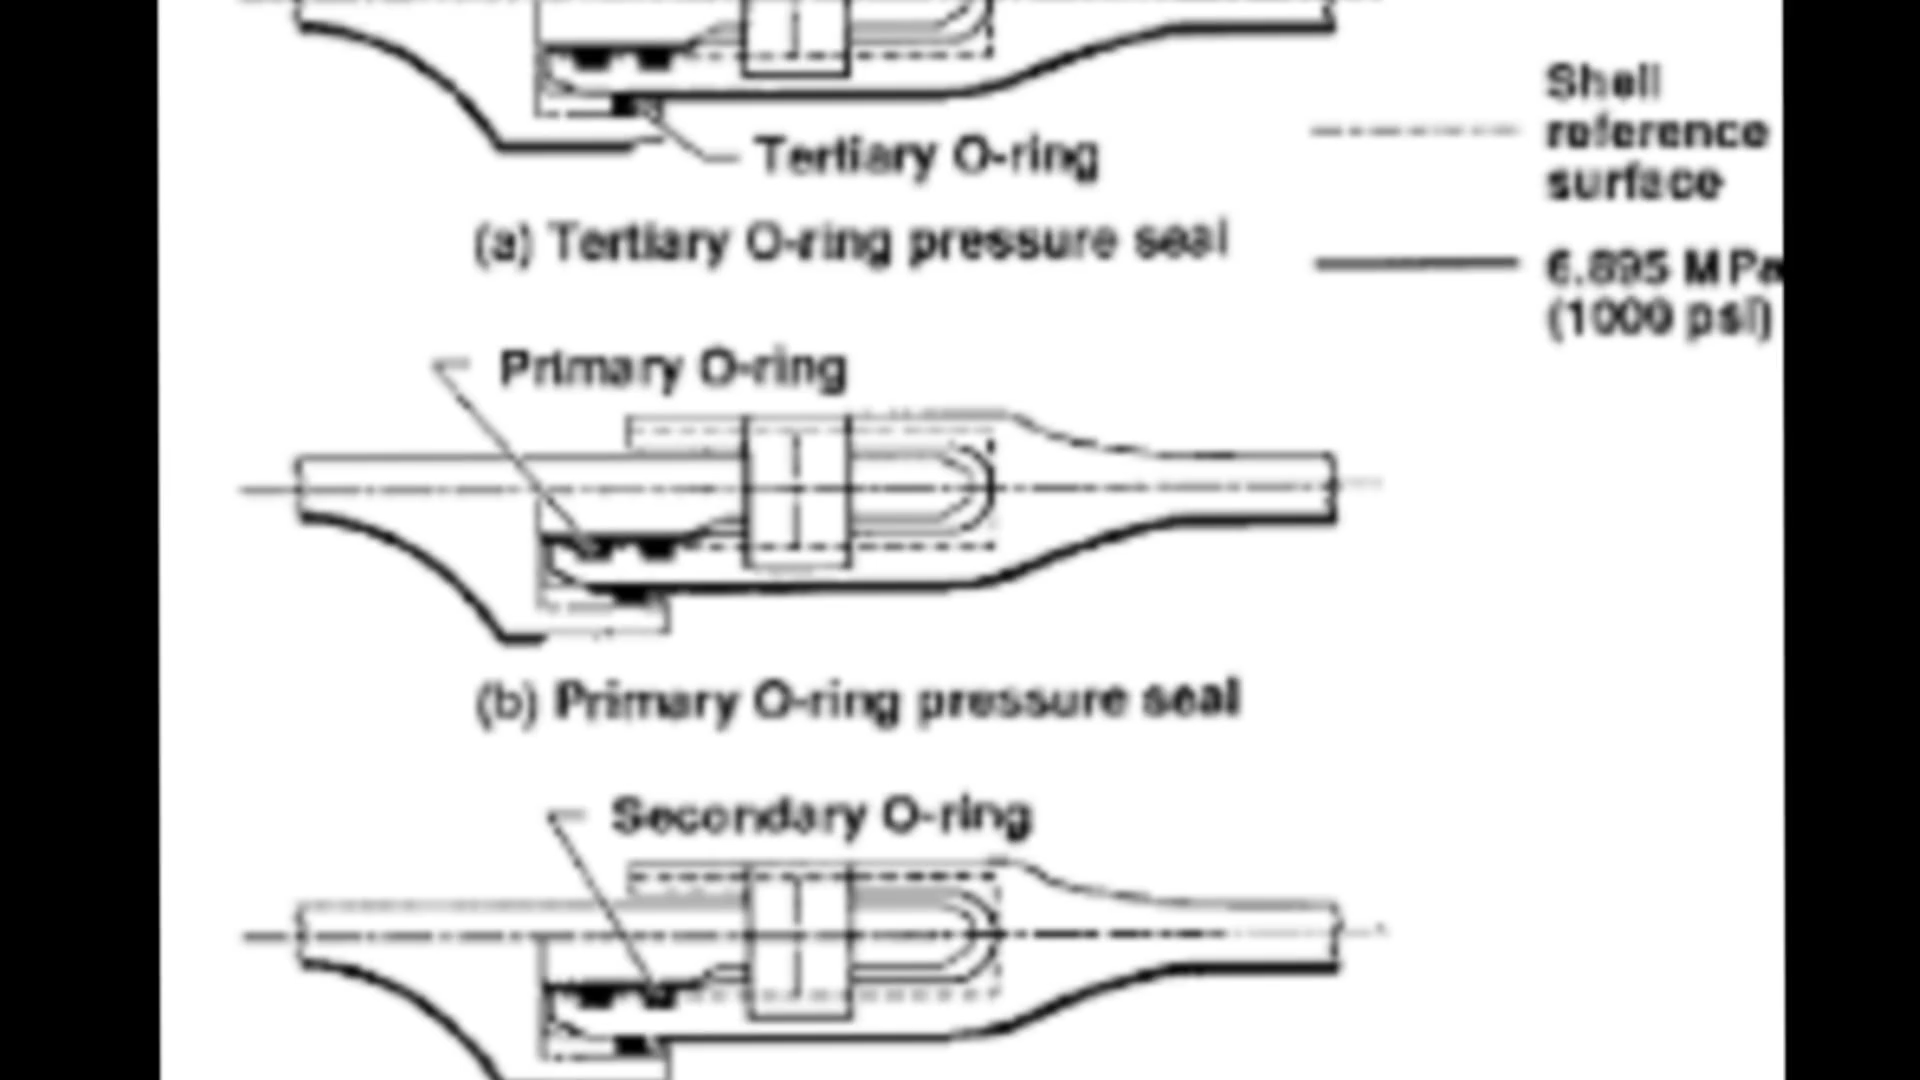 Tertiary O-ring
(a) Tertiary O-ring pressure seal
Shell
reference
surface
6.895 MPa
(1000 psi)
Primary O-ring
(b) Primary O-ring pressure seal
Secondary O-ring